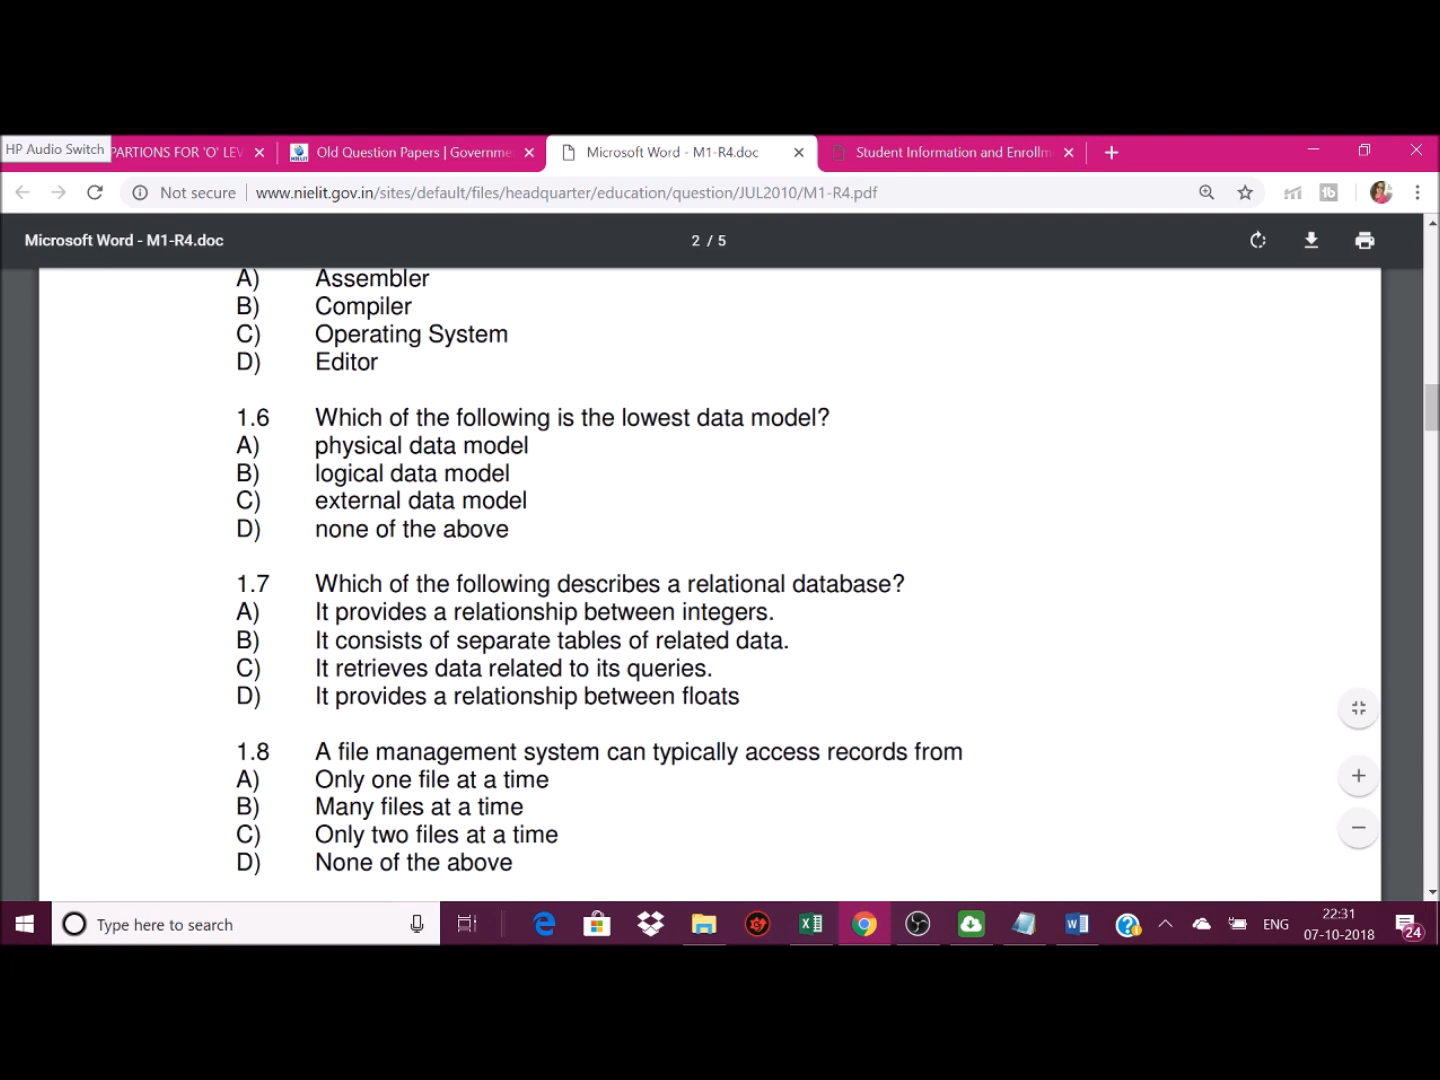 HP Audio Switch
PARTIONS FOR 'O' LEV
Old Question Papers | Governme
Microsoft Word - M1-R4.doc
Student Information and Enrollm
Not secure
www.nielit.gov.in/sites/default/files/headquarter/education/question/JUL2010/M1-R4.pdf
Microsoft Word - M1-R4.doc
2 / 5
A) Assembler
B) Compiler
C) Operating System
D) Editor
1.6 Which of the following is the lowest data model?
A) physical data model
B) logical data model
C) external data model
D) none of the above
1.7 Which of the following describes a relational database?
A) It provides a relationship between integers.
B) It consists of separate tables of related data.
C) It retrieves data related to its queries.
D) It provides a relationship between floats
1.8 A file management system can typically access records from
A) Only one file at a time
B) Many files at a time
C) Only two files at a time
D) None of the above
Type here to search
ENG
22:31
07-10-2018
24